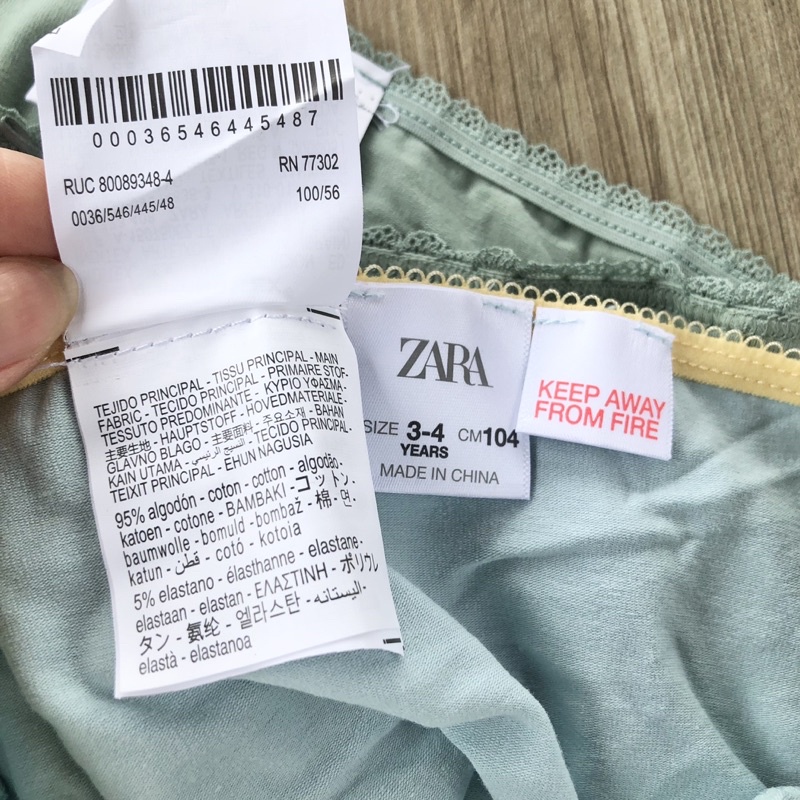 00036546445487
RUC 80089348-4
RN 77302
0036/546/445/48
100/56
TEJIDO PRINCIPAL - TISSU PRINCIPAL - MAIN
FABRIC - TECIDO PRINCIPAL - PRIMAIRE STOF-
TESSUTO PREDOMINANTE - ΚΥΡΙΟ ΥΦΑΣΜΑ -
主要生地 - HAUPTSTOFF - HOVEDMATERIALE -
GLAVNO BLAGO - 主要面料 - 주요소재 - BAHAN
KAIN UTAMA - النسيج الرئيسي - TECIDO PRINCIPAL-
TEIXIT PRINCIPAL - EHUN NAGUSIA
95% algodón - coton - cotton - algodão-
katoen - cotone - ΒΑΜΒΑΚΙ - コットン-
baumwolle - bomuld - bombaž - 棉 - 면 -
katun - قطن - cotó - kotoia
5% elastano - élasthanne - elastane-
elastaan - elastan - ΕΛΑΣΤΙΝΗ - ポリウレ
タン - 氨纶 - 엘라스탄 - اليستانه -
elastà - elastanoa
ZARA
SIZE 3-4 CM 104
YEARS
MADE IN CHINA
KEEP AWAY
FROM FIRE